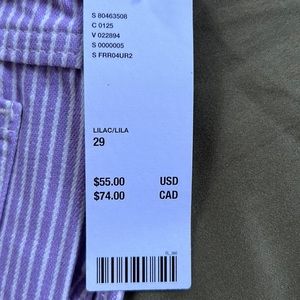 S 80463508
C 0125
V 022894
S 0000005
S FRR04UR2
LILAC/LILA
29
$55.00 USD
$74.00 CAD